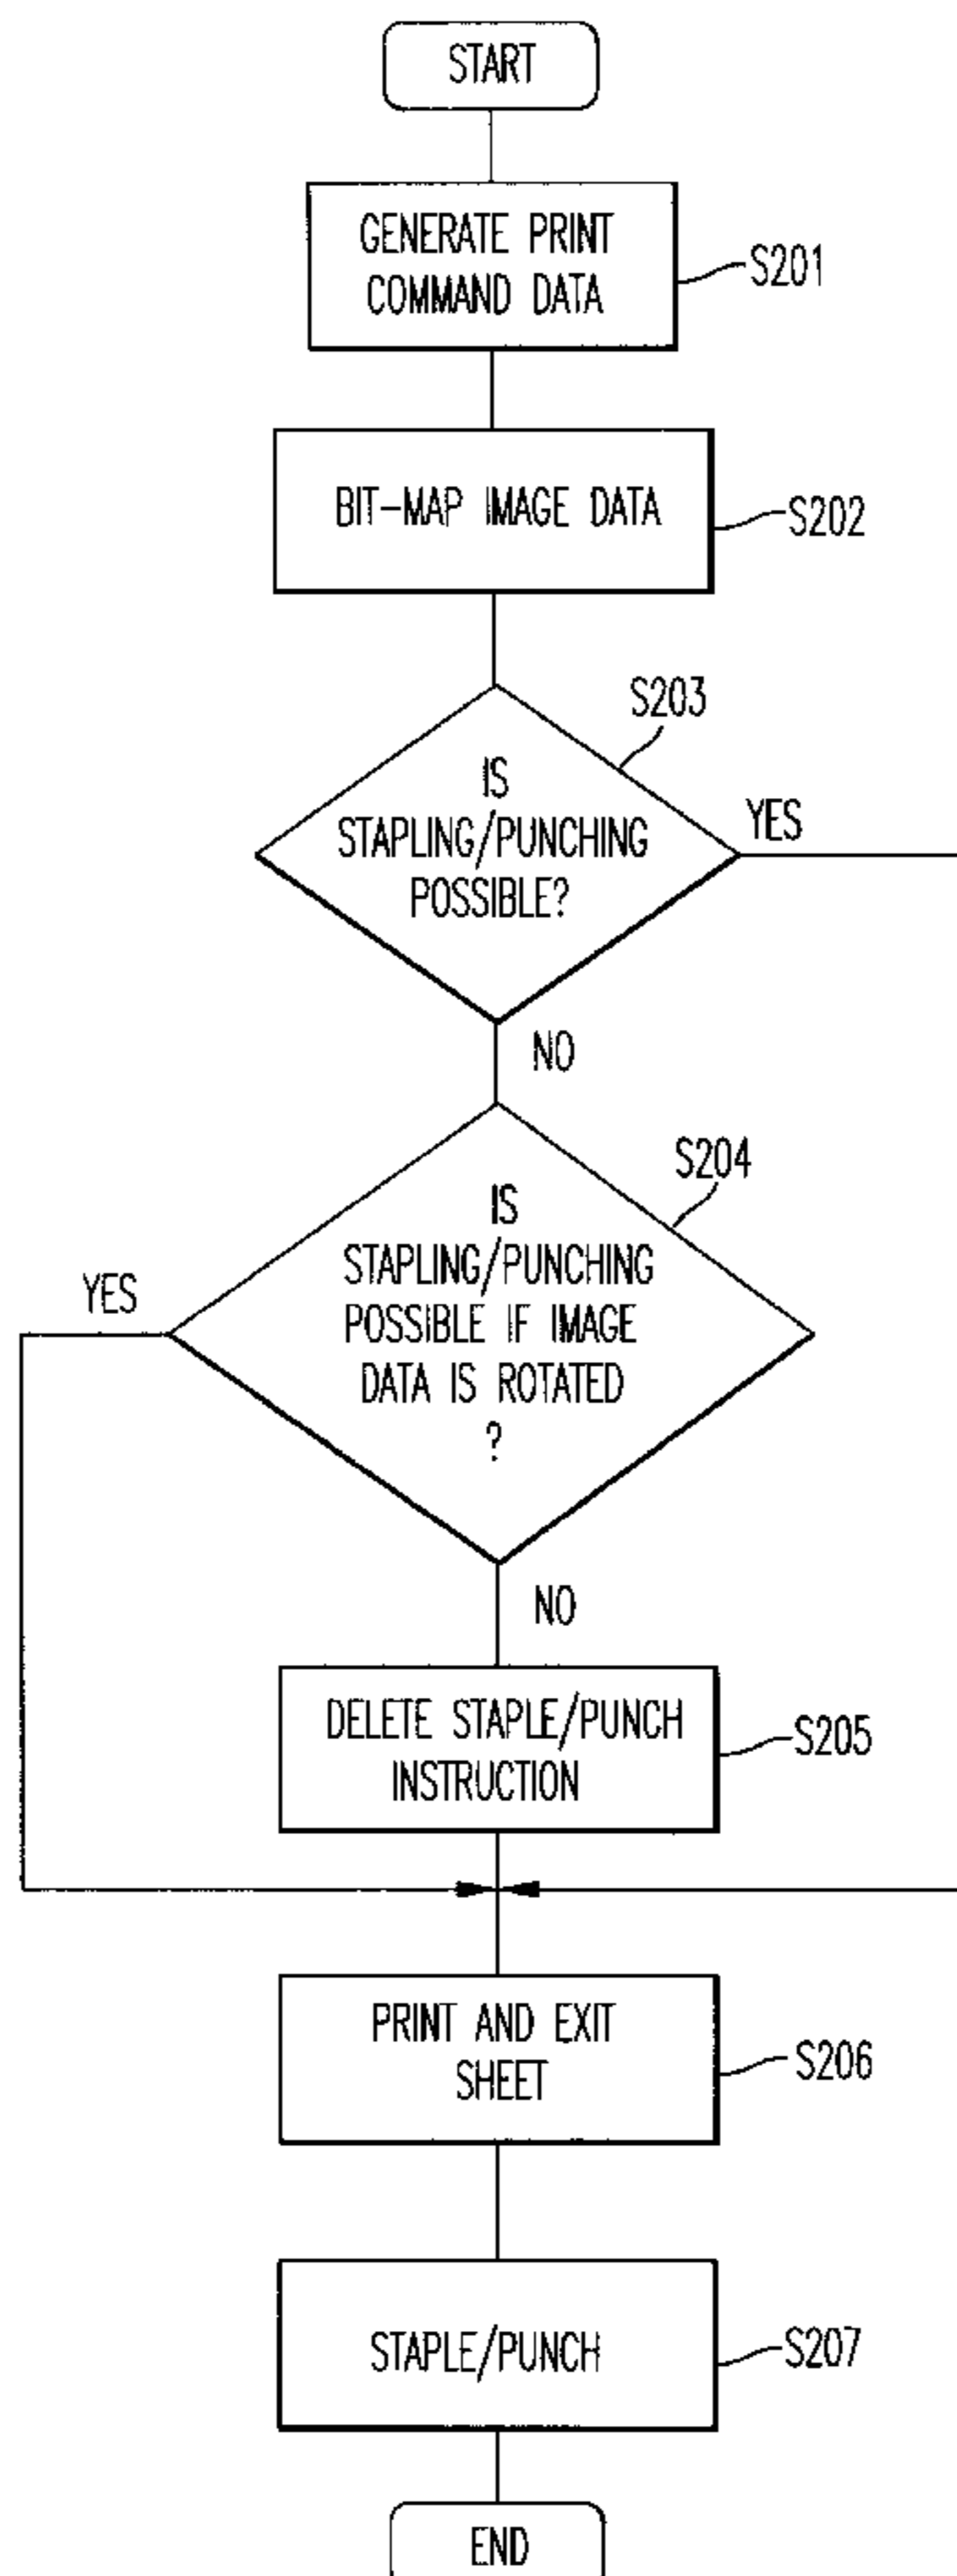 START
GENERATE PRINT
COMMAND DATA
S201
BIT-MAP IMAGE DATA
S202
S203
IS
STAPLING/PUNCHING
POSSIBLE?
YES
NO
S204
IS
STAPLING/PUNCHING
POSSIBLE IF IMAGE
DATA IS ROTATED
?
YES
NO
DELETE STAPLE/PUNCH
INSTRUCTION
S205
PRINT AND EXIT
SHEET
S206
STAPLE/PUNCH
S207
END